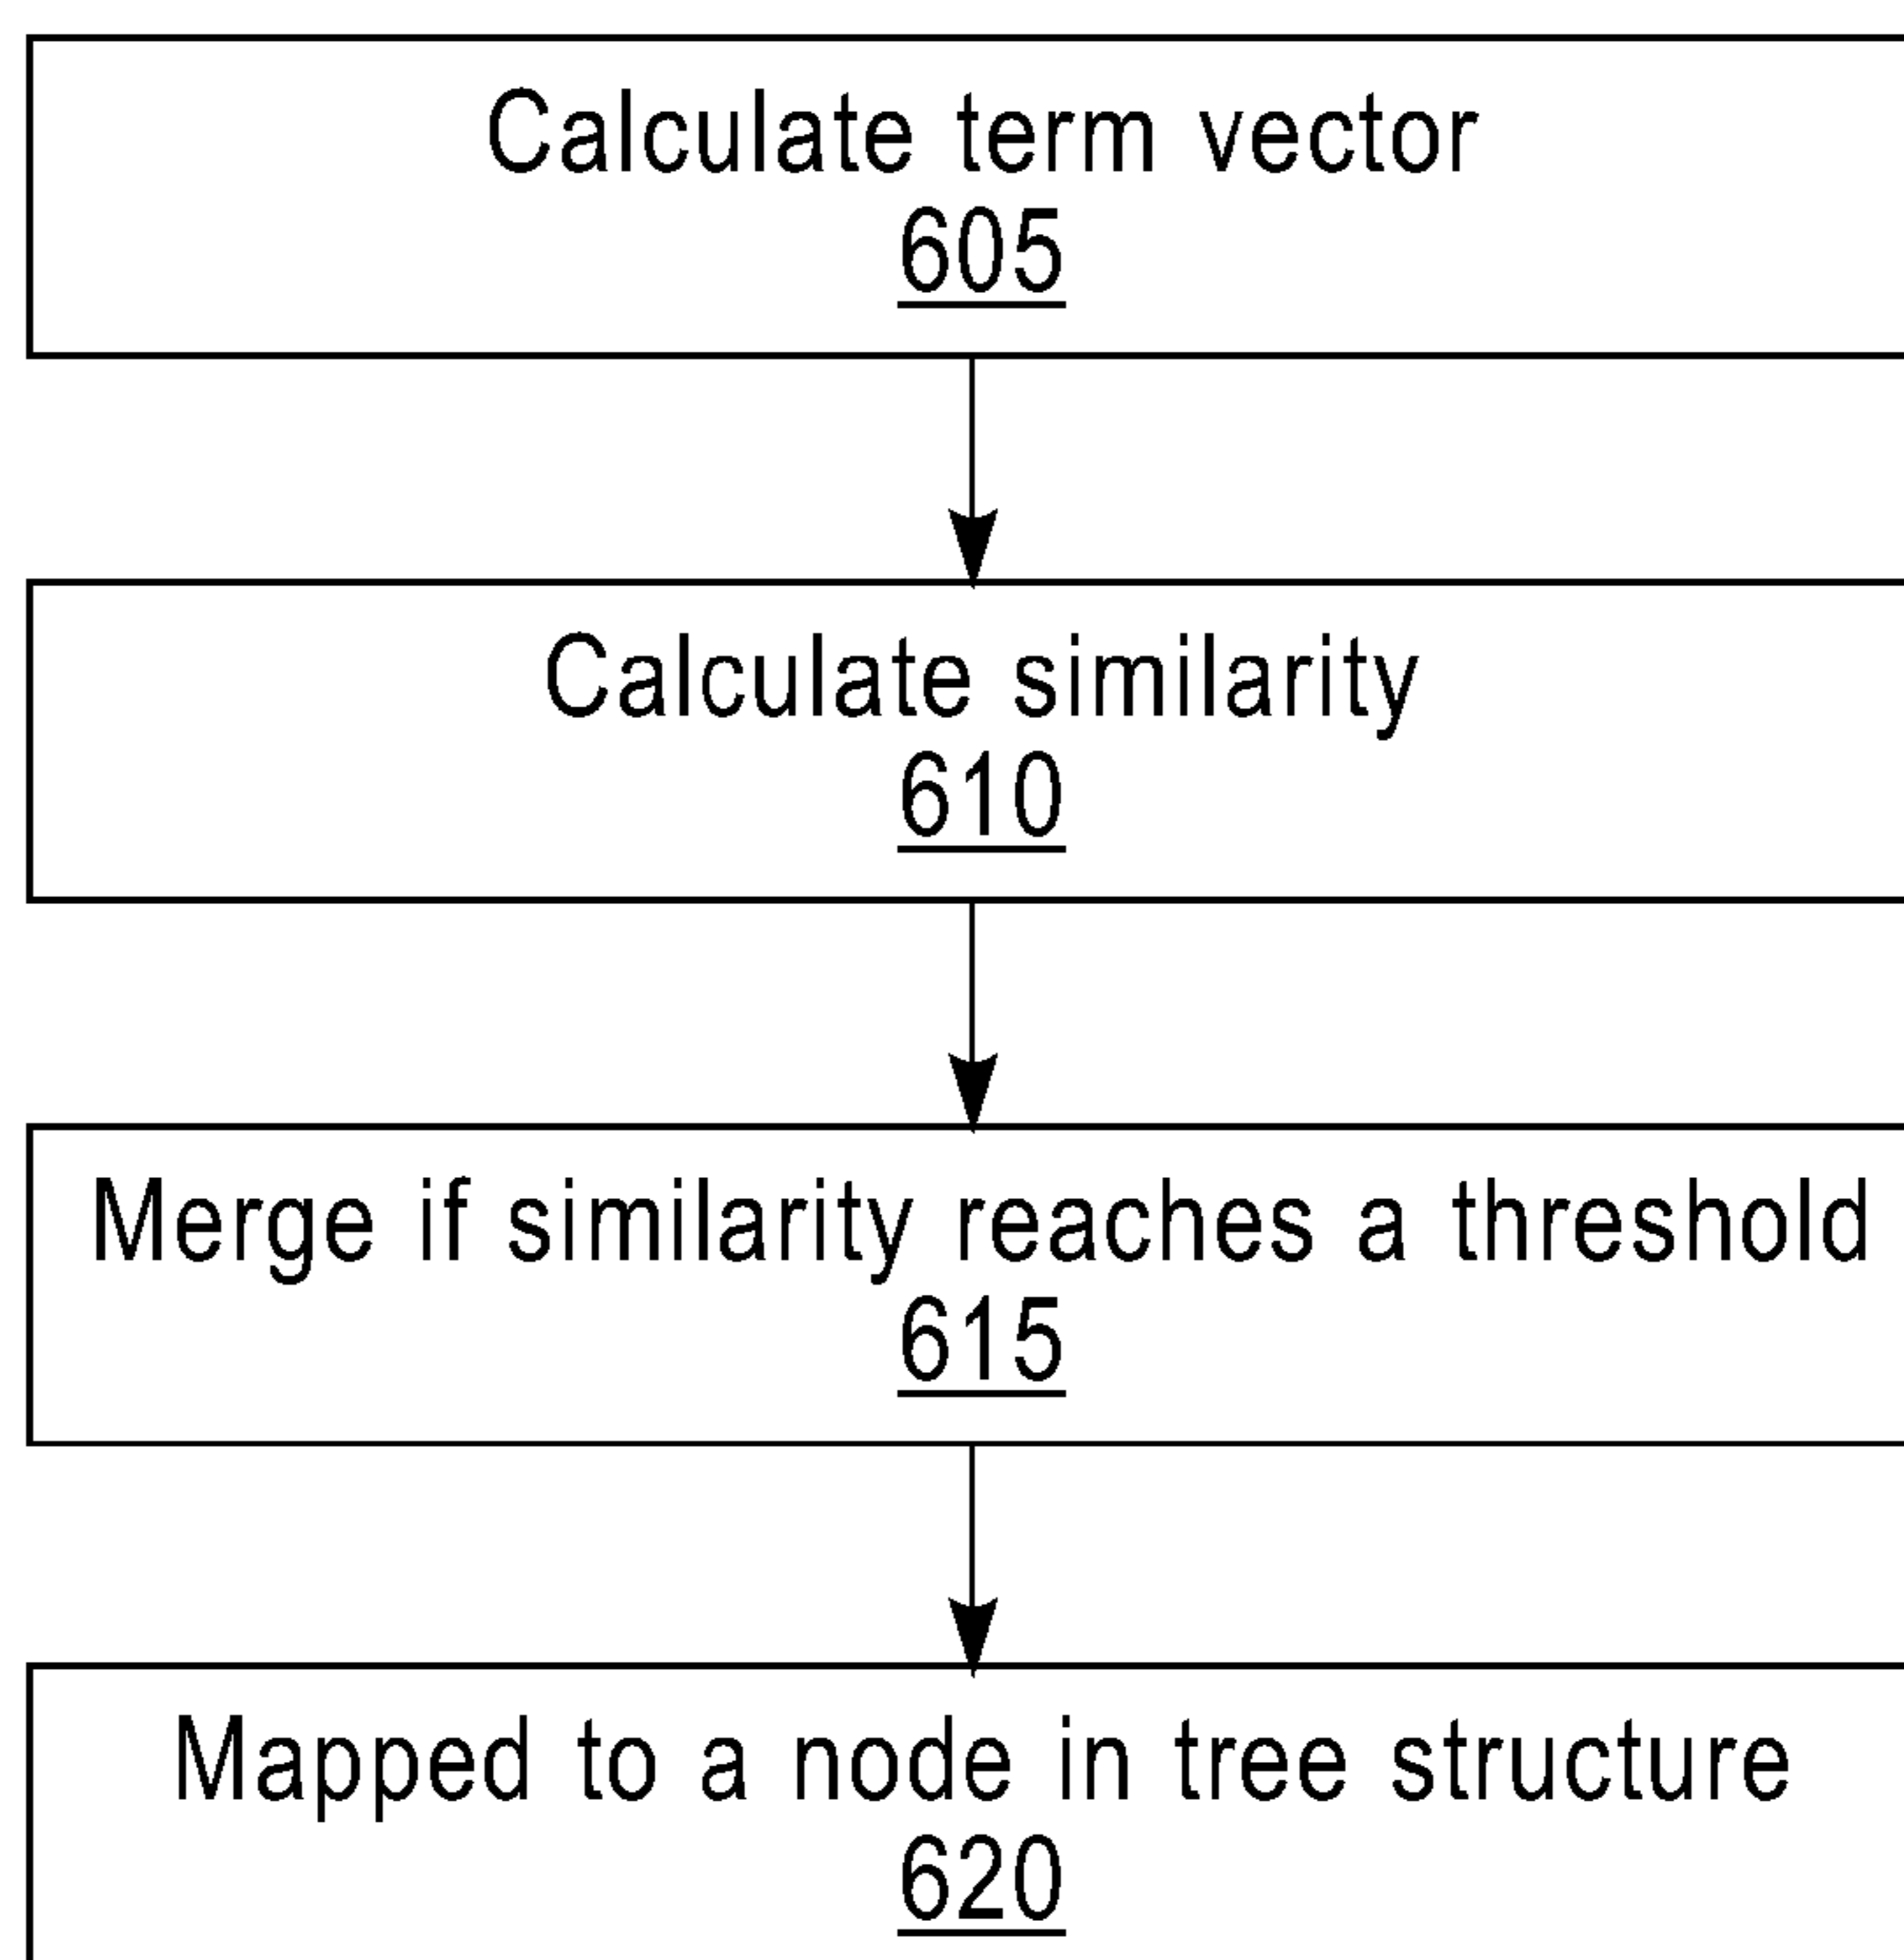 Calculate term vector
605
Calculate similarity
610
Merge if similarity reaches a threshold
615
Mapped to a node in tree structure
620